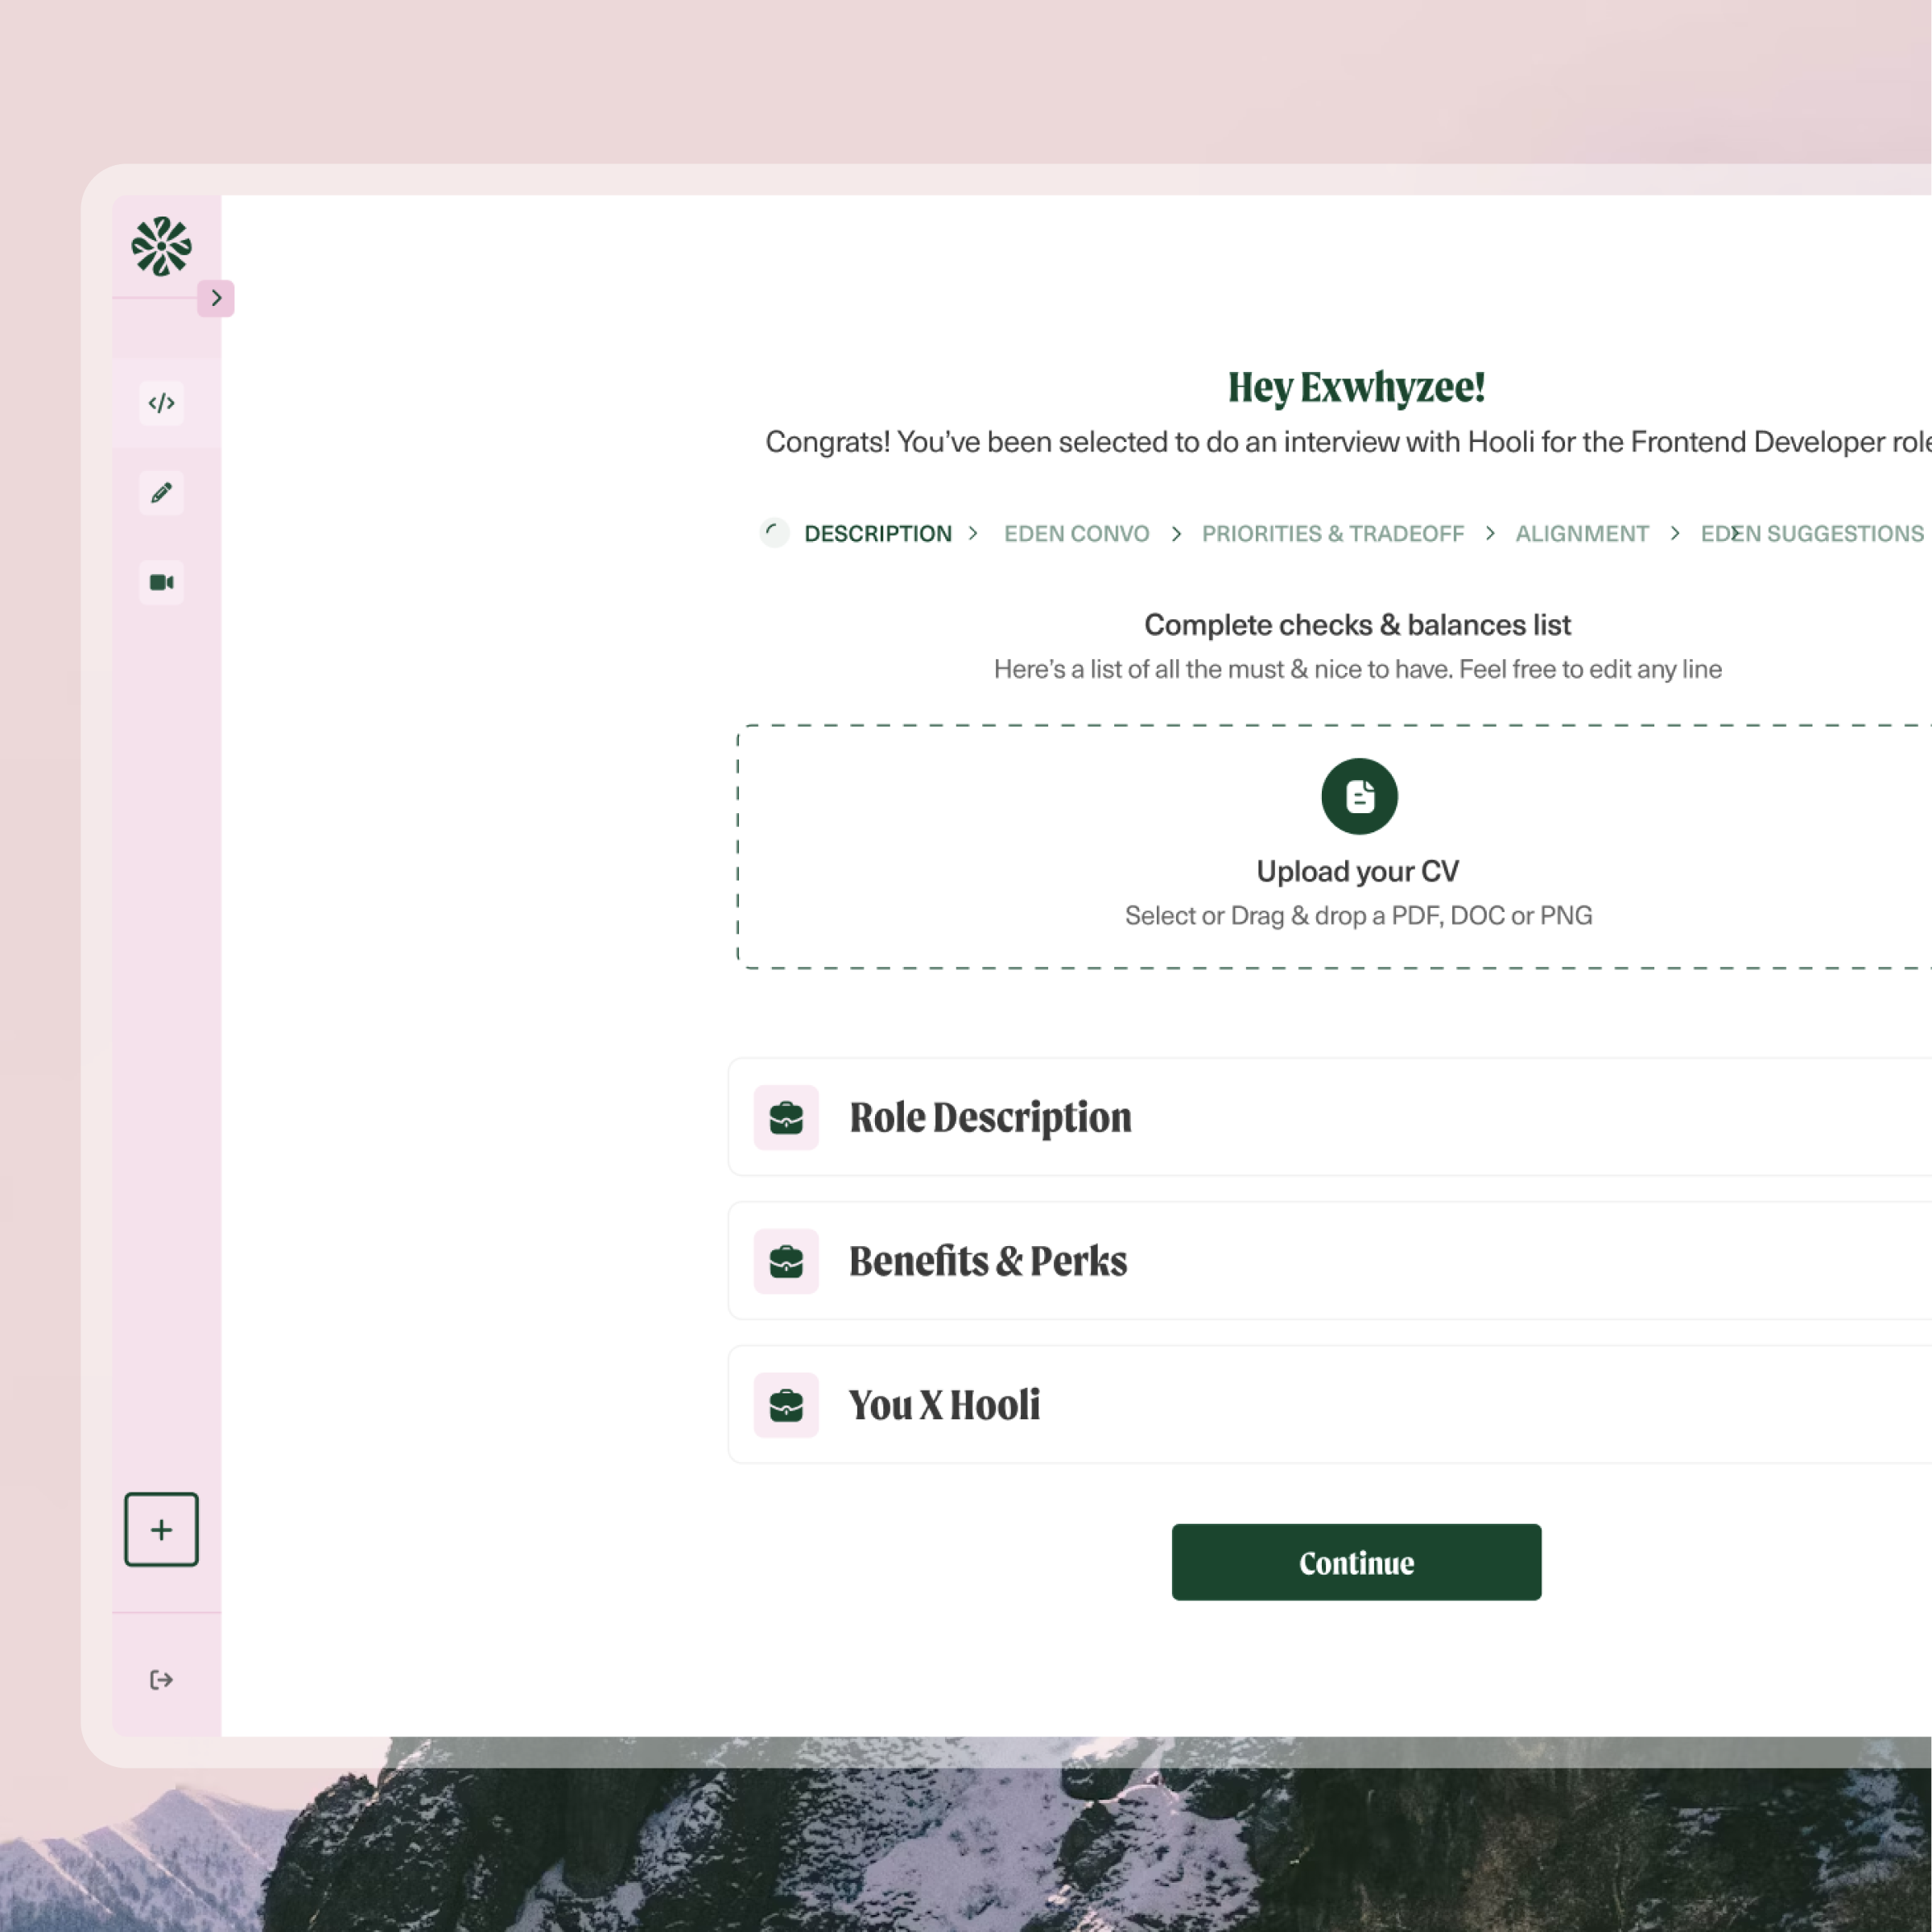 Hey Exwhyzee!
Congrats! You’ve been selected to do an interview with Hooli for the Frontend Developer role
DESCRIPTION > EDEN CONVO > PRIORITIES & TRADEOFF > ALIGNMENT > EDEN SUGGESTIONS
Complete checks & balances list
Here’s a list of all the must & nice to have. Feel free to edit any line
Upload your CV
Select or Drag & drop a PDF, DOC or PNG
Role Description
Benefits & Perks
You X Hooli
Continue